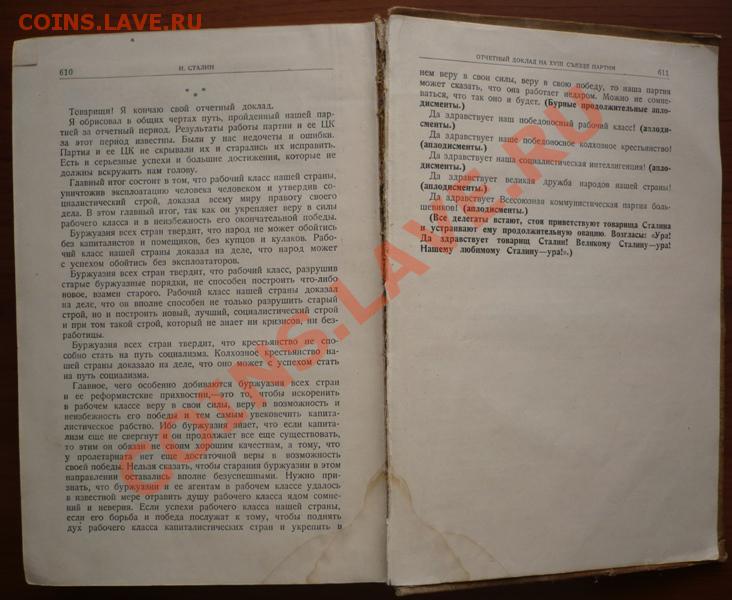 COINS.LAVE.RU
610
И. СТАЛИН
* * *
Товарищи! Я кончаю свой отчетный доклад.
Я обрисовал в общих чертах путь, пройденный нашей пар-
тией за отчетный период. Результаты работы партии и ее ЦК
за этот период известны. Были у нас недочеты и ошибки.
Партия и ее ЦК не скрывали их и старались их исправить.
Есть и серьезные успехи и большие достижения, которые не
должны вскружить нам голову.
Главный итог состоит в том, что рабочий класс нашей страны,
уничтожив эксплоатацию человека человеком и утвердив со-
циалистический строй, доказал всему миру правоту своего
дела. В этом главный итог, так как он укрепляет веру в силы
рабочего класса и в неизбежность его окончательной победы.
Буржуазия всех стран твердит, что народ не может обойтись
без капиталистов и помещиков, без купцов и кулаков. Рабо-
чий класс нашей страны доказал на деле, что народ может
с успехом обойтись без эксплоататоров.
Буржуазия всех стран твердит, что рабочий класс, разрушив
старые буржуазные порядки, не способен построить что-либо
новое, взамен старого. Рабочий класс нашей страны доказал
на деле, что он вполне способен не только разрушить старый
строй, но и построить новый, лучший, социалистический строй
и при том такой строй, который не знает ни кризисов, ни без-
работицы.
Буржуазия всех стран твердит, что крестьянство не спо-
собно стать на путь социализма. Колхозное крестьянство на-
шей страны доказало на деле, что оно может с успехом стать
на путь социализма.
Главное, чего особенно добиваются буржуазия всех стран
и ее реформистские прихвостни,—это то, чтобы искоренить
в рабочем классе веру в свои силы, веру в возможность и
неизбежность его победы и тем самым увековечить капита-
листическое рабство. Ибо буржуазия знает, что если капита-
лизм еще не свергнут и он продолжает все еще существовать,
то этим он обязан не своим хорошим качествам, а тому, что
у пролетариата нет еще достаточной веры в возможность
своей победы. Нельзя сказать, чтобы старания буржуазии в этом
направлении оставались вполне безуспешными. Нужно при-
знать, что буржуазии и ее агентам в рабочем классе удалось
в известной мере отравить душу рабочего класса ядом сомне-
ний и неверия. Если успехи рабочего класса нашей страны,
если его борьба и победа послужат к тому, чтобы поднять
дух рабочего класса капиталистических стран и укрепить в
ОТЧЕТНЫЙ ДОКЛАД НА XVIII СЪЕЗДЕ ПАРТИИ
611
нем веру в свои силы, веру в свою победу, то наша партия
может сказать, что она работает недаром. Можно не сомне-
ваться, что так оно и будет. (Бурные продолжительные апло-
дисменты.)
Да здравствует наш победоносный рабочий класс! (аплоди-
сменты.)
Да здравствует наше победоносное колхозное крестьянство!
(аплодисменты.)
Да здравствует наша социалистическая интеллигенция! (апло-
дисменты.)
Да здравствует великая дружба народов нашей страны!
(аплодисменты.)
Да здравствует Всесоюзная коммунистическая партия боль-
шевиков! (аплодисменты.)
(Все делегаты встают, стоя приветствуют товарища Сталина
и устраивают ему продолжительную овацию. Возгласы: «Ура!
Да здравствует товарищ Сталин! Великому Сталину—ура!
Нашему любимому Сталину—ура!».)
COINS.LAVE.RU
COINS.LAVE.RU